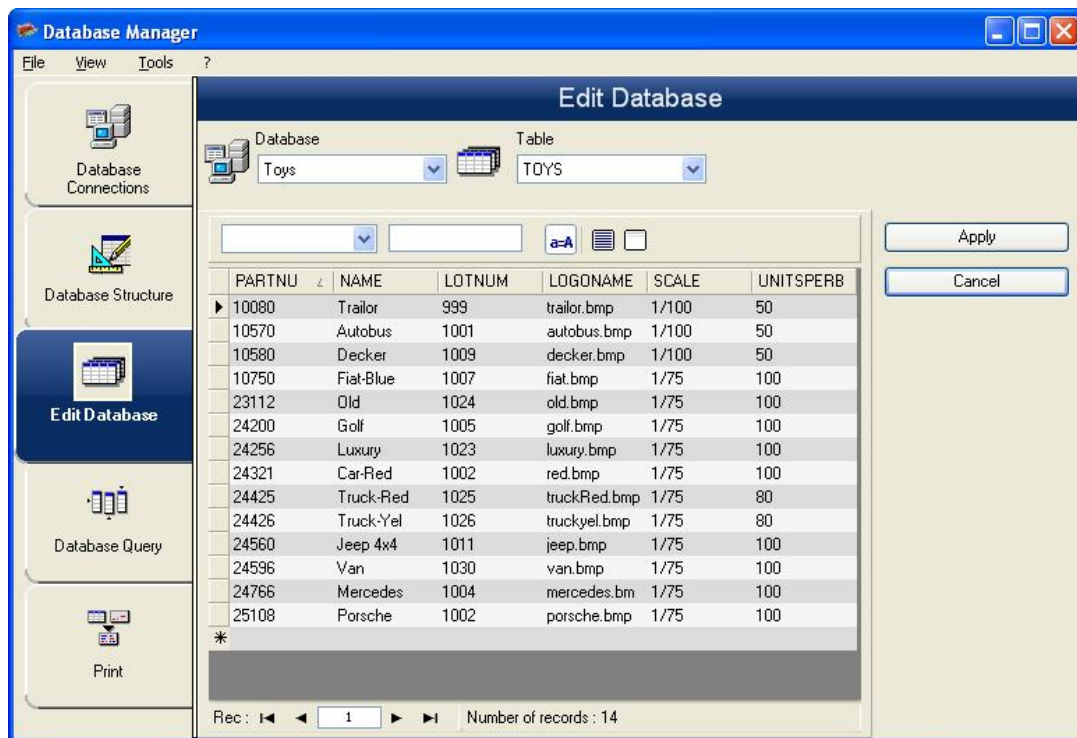 Database Manager
File View Tools ?
Edit Database
Database Connections
Database Structure
Edit Database
Database Query
Print
Database Table
Toys TOYS
a=A
Apply
Cancel
PARTNU NAME LOTNUM LOGONAME SCALE UNITSPERB
10080 Trailor 999 trailor.bmp 1/100 50
10570 Autobus 1001 autobus.bmp 1/100 50
10580 Decker 1009 decker.bmp 1/100 50
10750 Fiat-Blue 1007 fiat.bmp 1/75 100
23112 Old 1024 old.bmp 1/75 100
24200 Golf 1005 golf.bmp 1/75 100
24256 Luxury 1023 luxury.bmp 1/75 100
24321 Car-Red 1002 red.bmp 1/75 100
24425 Truck-Red 1025 truckRed.bmp 1/75 80
24426 Truck-Yel 1026 truckyel.bmp 1/75 80
24560 Jeep 4x4 1011 jeep.bmp 1/75 100
24596 Van 1030 van.bmp 1/75 100
24766 Mercedes 1004 mercedes.bm 1/75 100
25108 Porsche 1002 porsche.bmp 1/75 100
Rec : 1 Number of records : 14